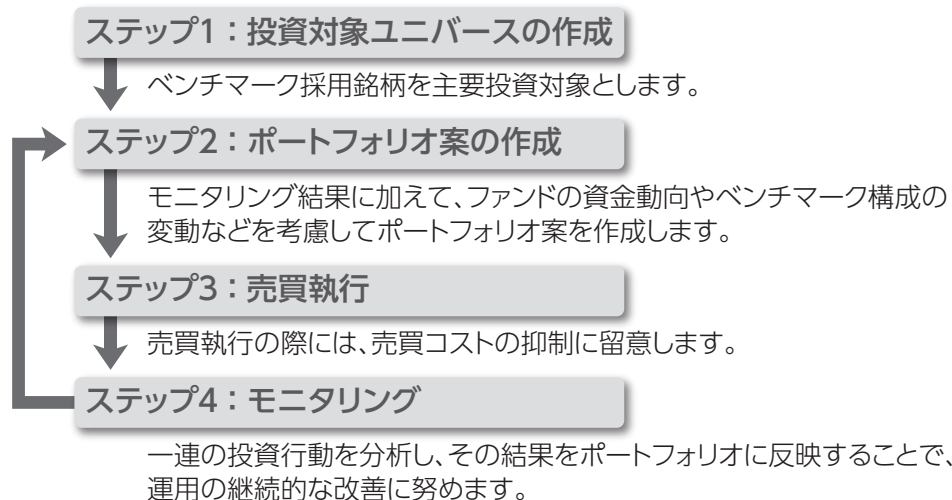 ステップ1：投資対象ユニバースの作成
ベンチマーク採用銘柄を主要投資対象とします。
ステップ2：ポートフォリオ案の作成
モニタリング結果に加えて、ファンドの資金動向やベンチマーク構成の
変動などを考慮してポートフォリオ案を作成します。
ステップ3：売買執行
売買執行の際には、売買コストの抑制に留意します。
ステップ4：モニタリング
一連の投資行動を分析し、その結果をポートフォリオに反映することで、
運用の継続的な改善に努めます。